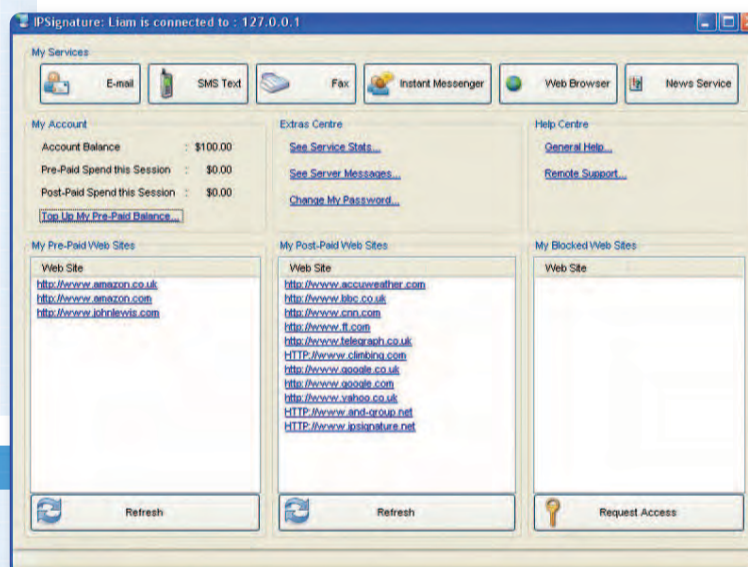 IPSignature: Liam is connected to : 127.0.0.1
My Services
E-mail SMS Text Fax Instant Messenger Web Browser News Service
My Account
Account Balance : $100.00
Pre-Paid Spend this Session : $0.00
Post-Paid Spend this Session : $0.00
Top Up My Pre-Paid Balance...
Extras Centre
See Service Stats...
See Server Messages...
Change My Password...
Help Centre
General Help...
Remote Support...
My Pre-Paid Web Sites
Web Site
http://www.amazon.co.uk
http://www.amazon.com
http://www.johnlewis.com
Refresh
My Post-Paid Web Sites
Web Site
http://www.accuweather.com
http://www.bbc.co.uk
http://www.cnn.com
http://www.ft.com
http://www.telegraph.co.uk
HTTP://www.climbing.com
http://www.google.co.uk
http://www.google.com
http://www.yahoo.co.uk
HTTP://www.and-group.net
HTTP://www.ipsignature.net
Refresh
My Blocked Web Sites
Web Site
Request Access